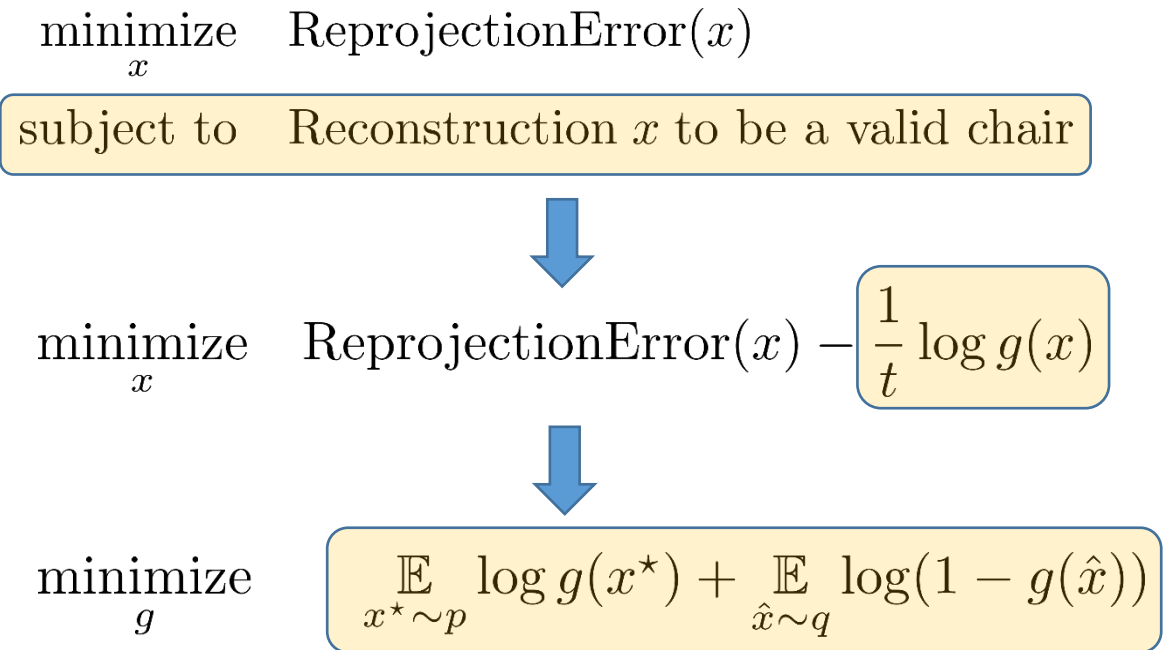 minimize ReprojectionError(x)
x
subject to Reconstruction x to be a valid chair
minimize ReprojectionError(x) − 1/t log g(x)
x
minimize 𝔼 log g(x⋆) + 𝔼 log(1 − g(x̂))
g x⋆∼p x̂∼q